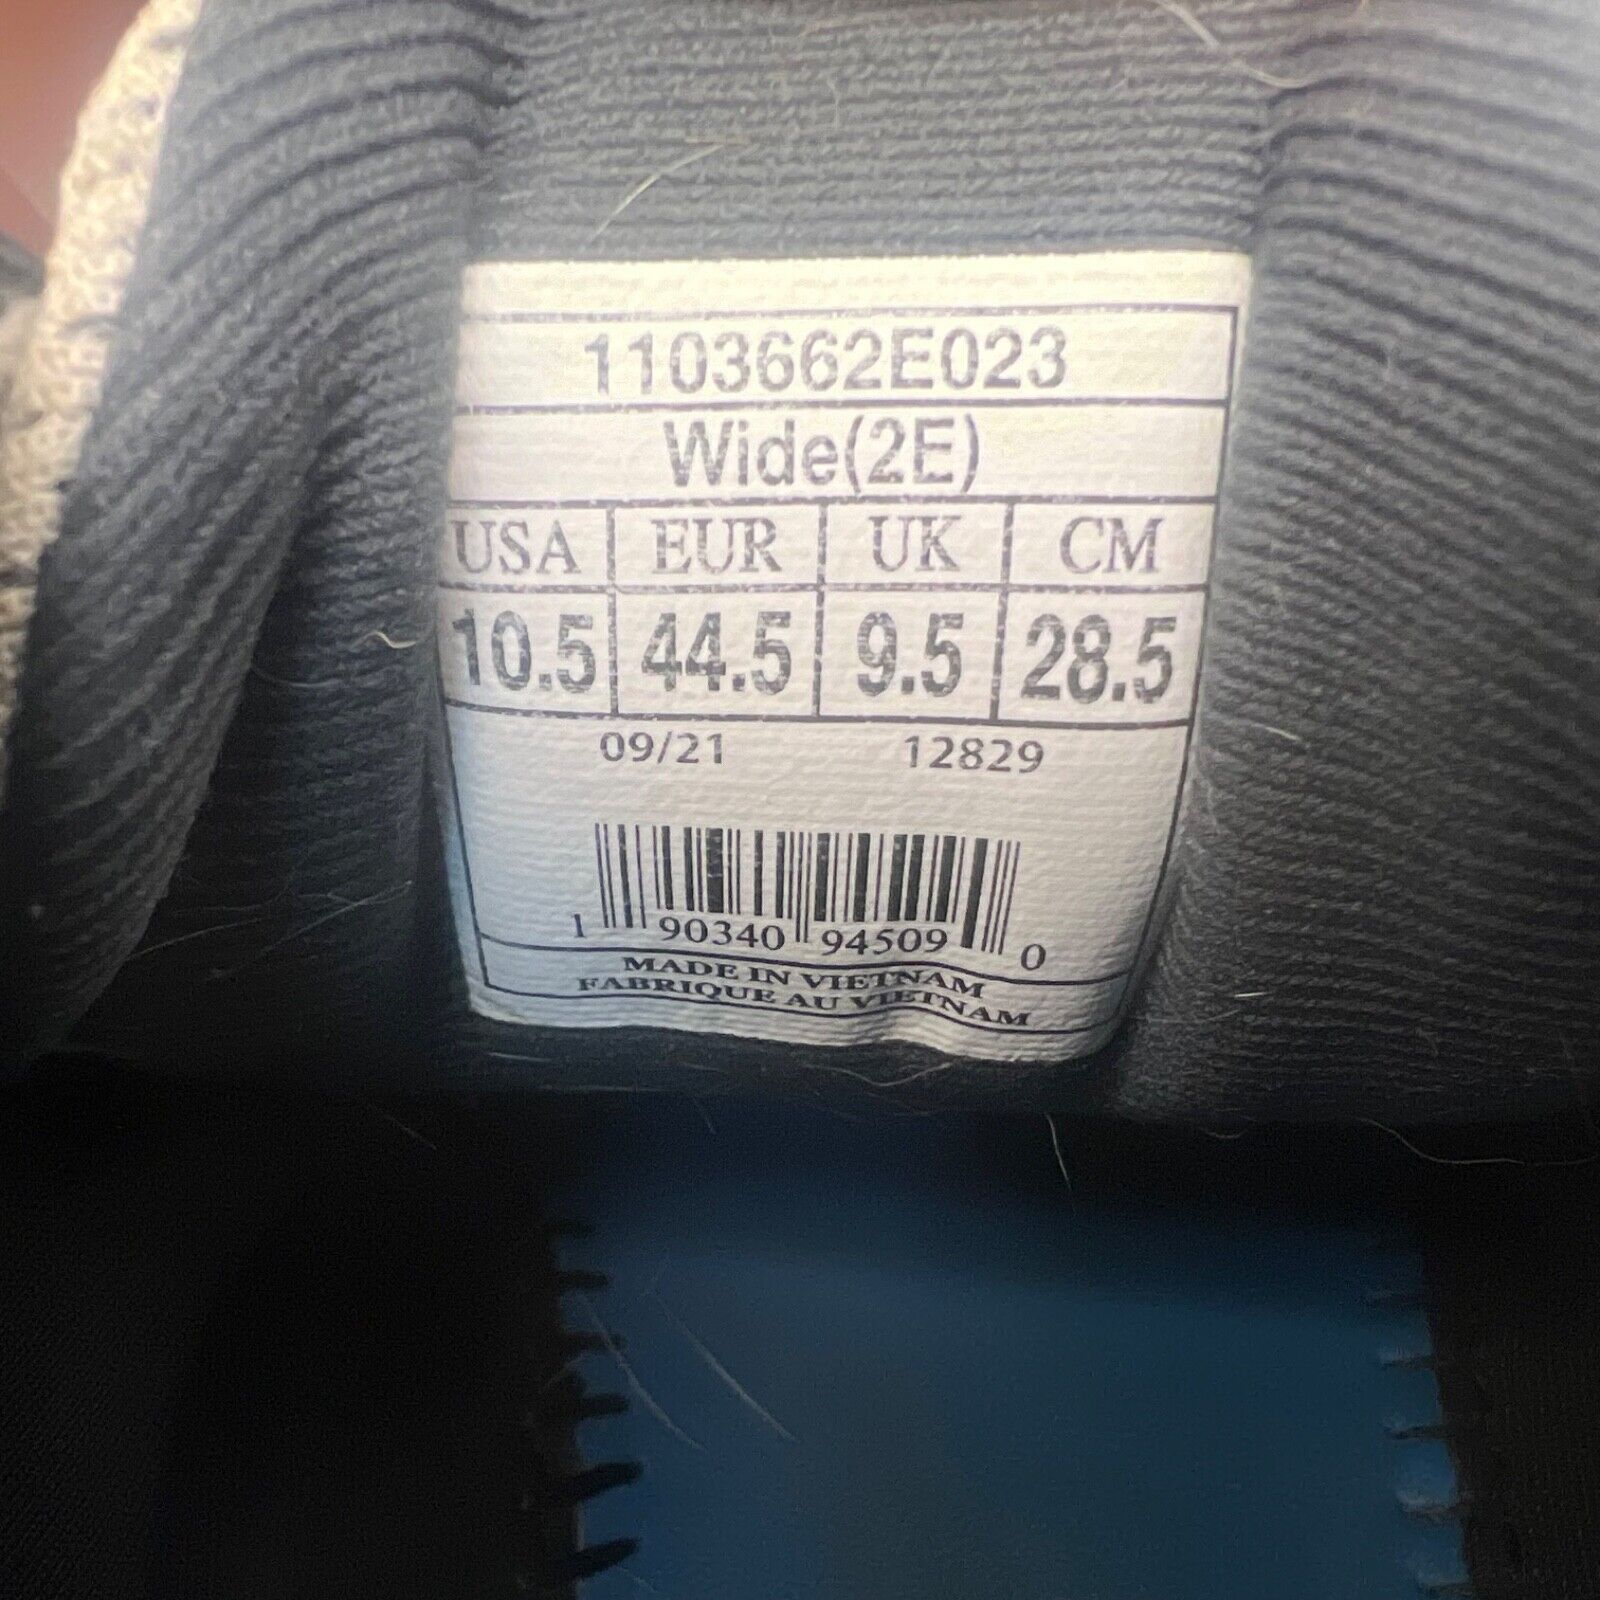 1103662E023
Wide(2E)
USA EUR UK CM
10.5 44.5 9.5 28.5
09/21 12829
1 90340 94509 0
MADE IN VIETNAM
FABRIQUE AU VIETNAM